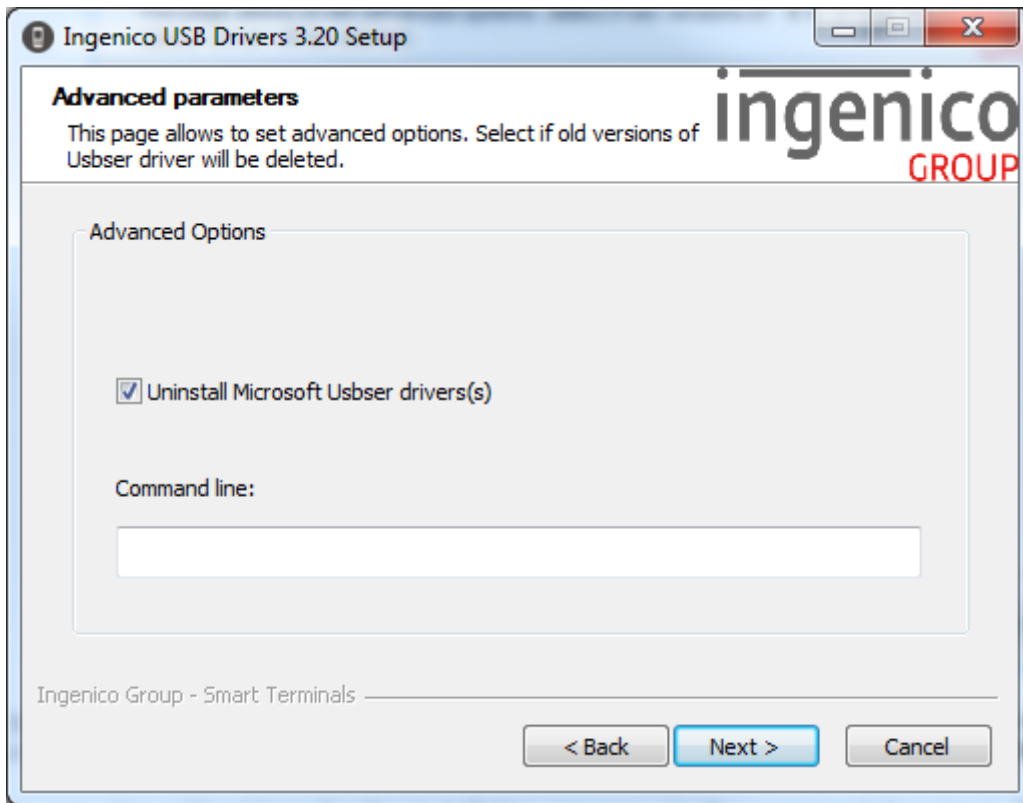 Ingenico USB Drivers 3.20 Setup
Advanced parameters
This page allows to set advanced options. Select if old versions of
Usbser driver will be deleted.
ingenico
GROUP
Advanced Options
Uninstall Microsoft Usbser drivers(s)
Command line:
Ingenico Group - Smart Terminals
< Back
Next >
Cancel